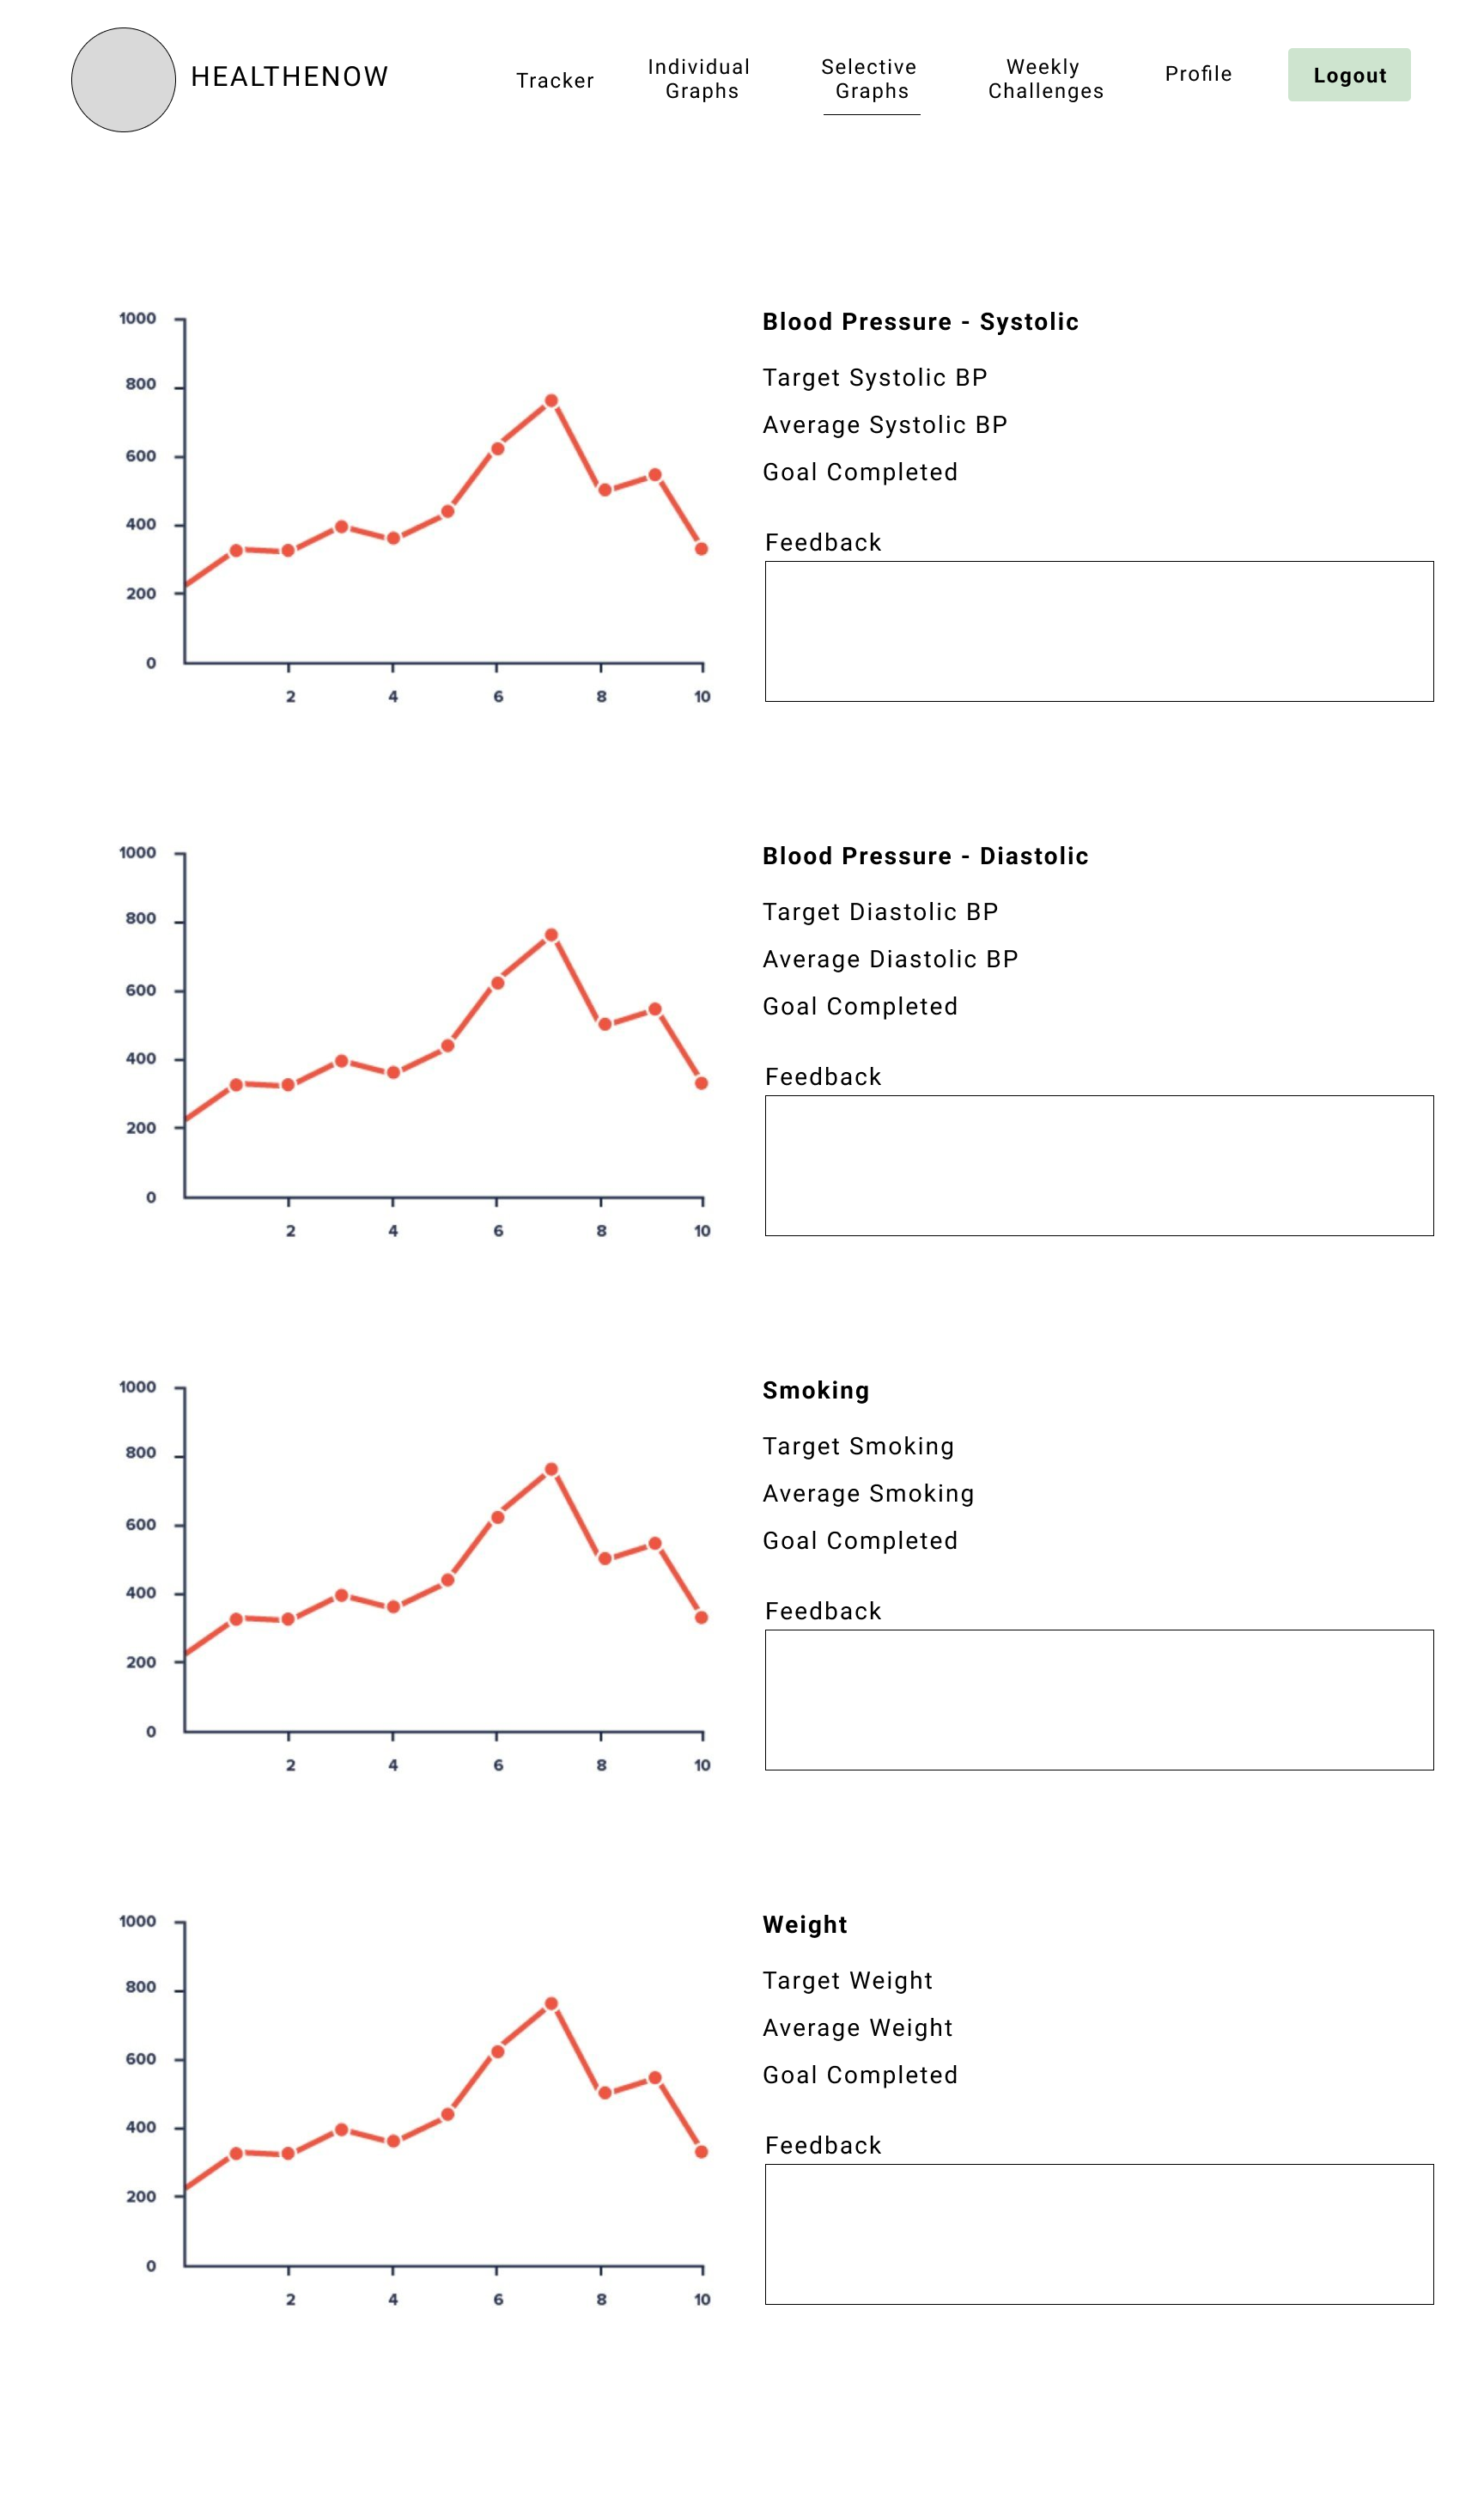 HEALTHENOW
Tracker
Individual
Graphs
Selective
Graphs
Weekly
Challenges
Profile
Logout
1000
800
600
400
200
0
2 4 6 8 10
Blood Pressure - Systolic
Target Systolic BP
Average Systolic BP
Goal Completed
Feedback
1000
800
600
400
200
0
2 4 6 8 10
Blood Pressure - Diastolic
Target Diastolic BP
Average Diastolic BP
Goal Completed
Feedback
1000
800
600
400
200
0
2 4 6 8 10
Smoking
Target Smoking
Average Smoking
Goal Completed
Feedback
1000
800
600
400
200
0
2 4 6 8 10
Weight
Target Weight
Average Weight
Goal Completed
Feedback